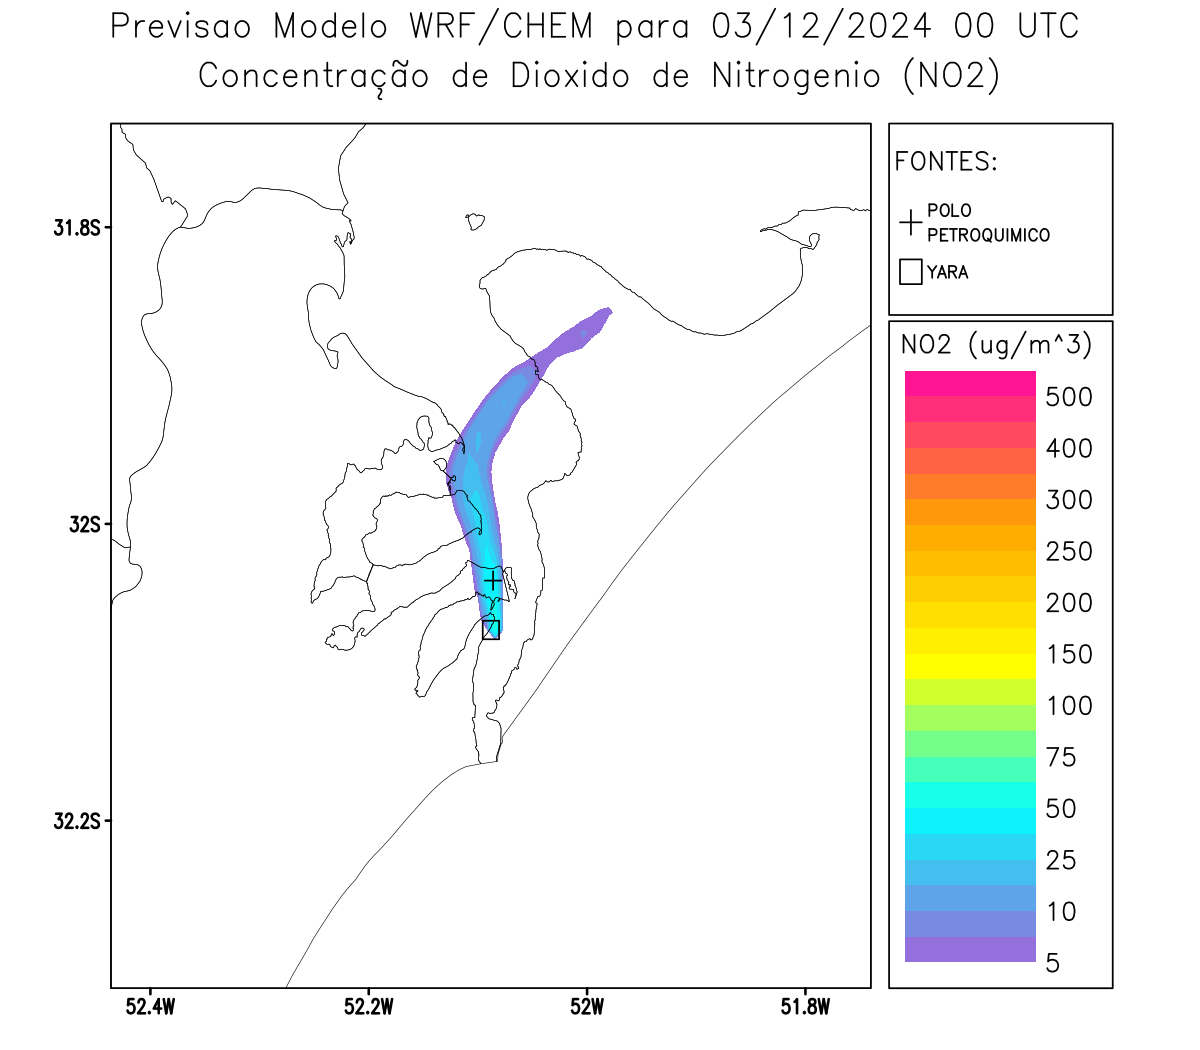 Previsao Modelo WRF/CHEM para 03/12/2024 00 UTC
Concentração de Dioxido de Nitrogenio (NO2)
FONTES:
POLO
PETROQUIMICO
YARA
NO2 (ug/m^3)
500
400
300
250
200
150
100
75
50
25
10
5
31.8S
32S
32.2S
52.4W
52.2W
52W
51.8W